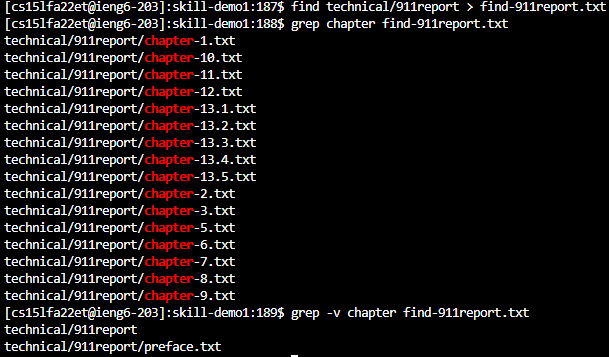 [cs15lfa22et@ieng6-203]:skill-demo1:187$ find technical/911report > find-911report.txt
[cs15lfa22et@ieng6-203]:skill-demo1:188$ grep chapter find-911report.txt
technical/911report/chapter-1.txt
technical/911report/chapter-10.txt
technical/911report/chapter-11.txt
technical/911report/chapter-12.txt
technical/911report/chapter-13.1.txt
technical/911report/chapter-13.2.txt
technical/911report/chapter-13.3.txt
technical/911report/chapter-13.4.txt
technical/911report/chapter-13.5.txt
technical/911report/chapter-2.txt
technical/911report/chapter-3.txt
technical/911report/chapter-5.txt
technical/911report/chapter-6.txt
technical/911report/chapter-7.txt
technical/911report/chapter-8.txt
technical/911report/chapter-9.txt
[cs15lfa22et@ieng6-203]:skill-demo1:189$ grep -v chapter find-911report.txt
technical/911report
technical/911report/preface.txt